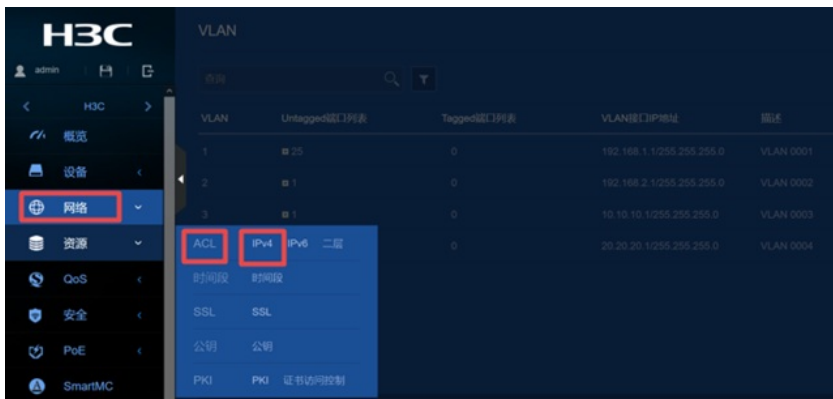 H3C
admin
H3C
概览
设备
网络
资源
QoS
安全
PoE
SmartMC
VLAN
查询
VLAN Untagged端口列表 Tagged端口列表 VLAN接口IP地址 描述
1 25 0 192.168.1.1/255.255.255.0 VLAN 0001
2 1 0 192.168.2.1/255.255.255.0 VLAN 0002
3 1 0 10.10.10.1/255.255.255.0 VLAN 0003
0 20.20.20.1/255.255.255.0 VLAN 0004
ACL IPv4 IPv6 二层
时间段 时间段
SSL SSL
公钥 公钥
PKI PKI 证书访问控制